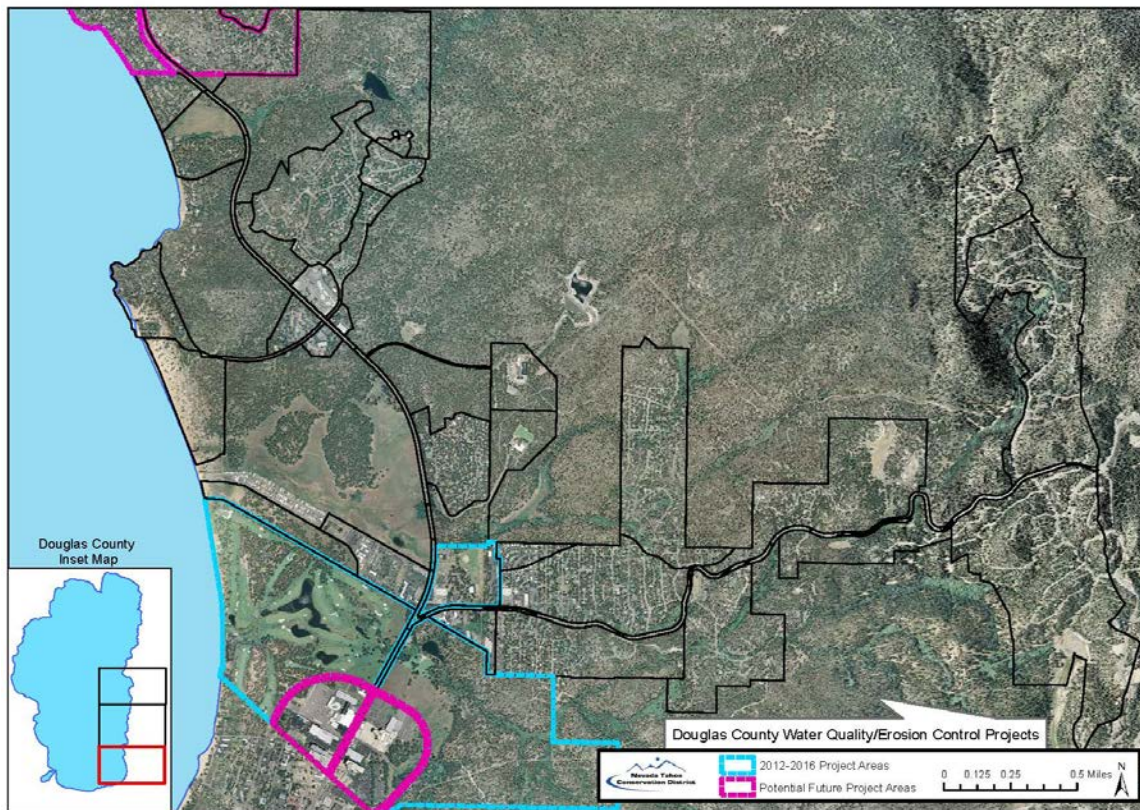 Douglas County
Inset Map
Douglas County Water Quality/Erosion Control Projects
Nevada Tahoe
Conservation District
2012-2016 Project Areas
Potential Future Project Areas
0 0.125 0.25 0.5 Miles
N